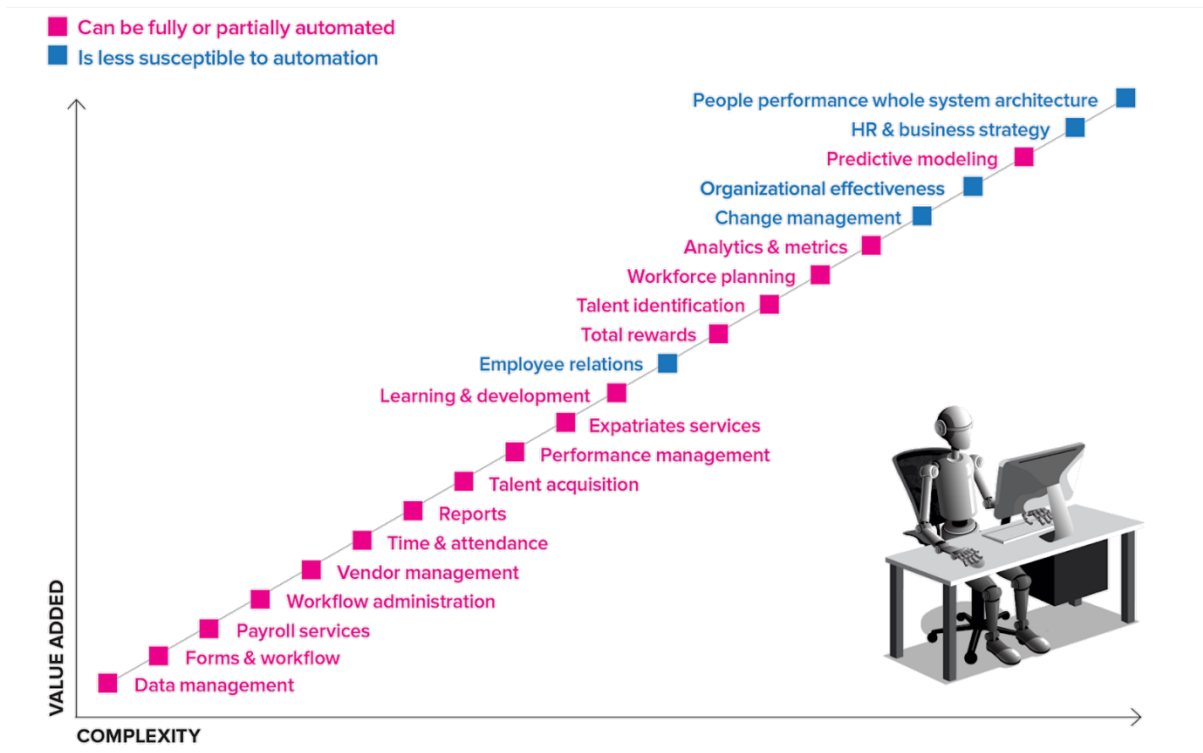 Can be fully or partially automated
Is less susceptible to automation
People performance whole system architecture
HR & business strategy
Predictive modeling
Organizational effectiveness
Change management
Analytics & metrics
Workforce planning
Talent identification
Total rewards
Employee relations
Learning & development
Expatriates services
Performance management
Talent acquisition
Reports
Time & attendance
Vendor management
Workflow administration
Payroll services
Forms & workflow
Data management
VALUE ADDED
COMPLEXITY